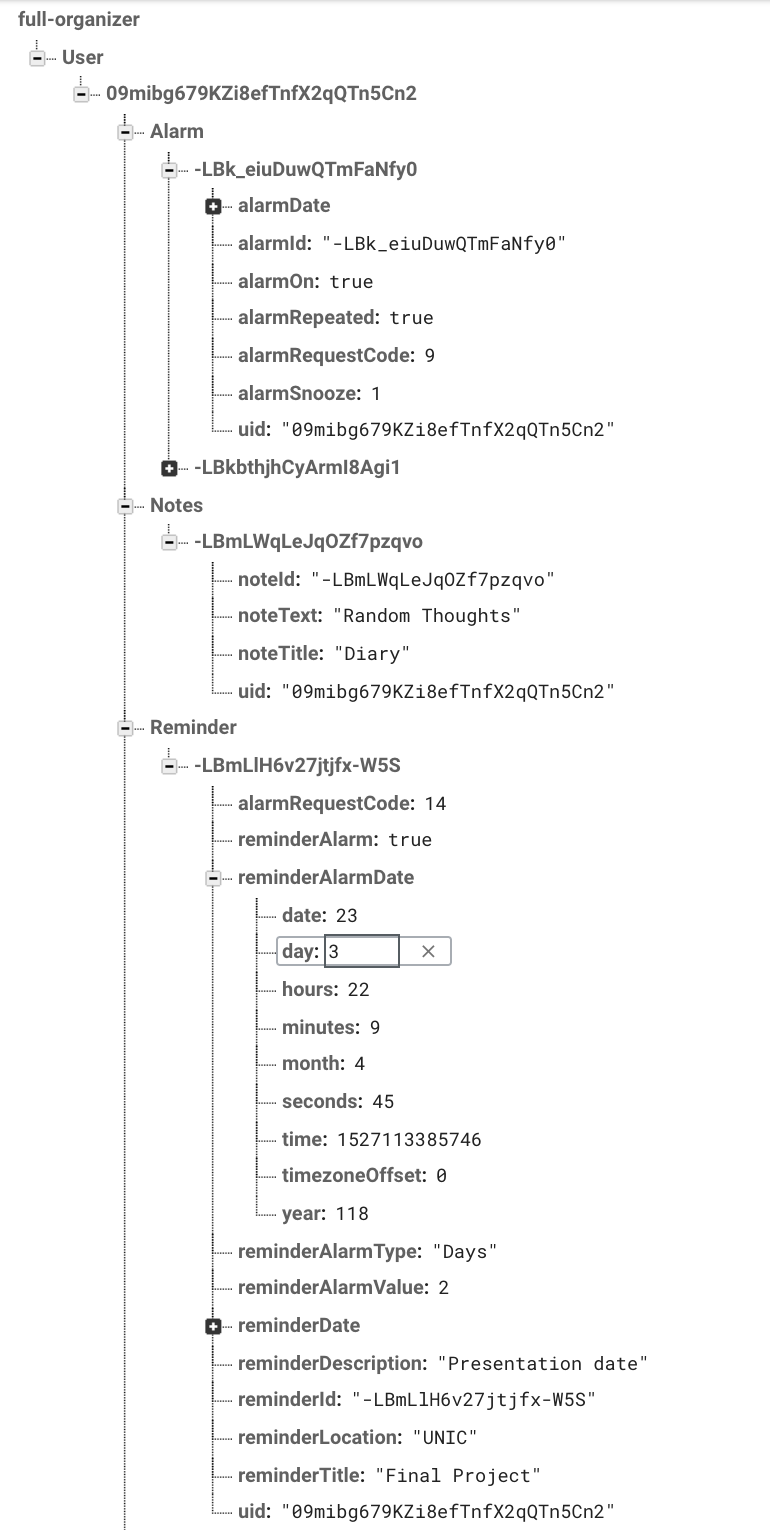 full-organizer
User
09mibg679KZi8efTnfX2qQTn5Cn2
Alarm
-LBk_eiuDuwQTmFaNfy0
alarmDate
alarmId: "-LBk_eiuDuwQTmFaNfy0"
alarmOn: true
alarmRepeated: true
alarmRequestCode: 9
alarmSnooze: 1
uid: "09mibg679KZi8efTnfX2qQTn5Cn2"
-LBkbthjhCyArmI8Agi1
Notes
-LBmLWqLeJqOZf7pzqvo
noteId: "-LBmLWqLeJqOZf7pzqvo"
noteText: "Random Thoughts"
noteTitle: "Diary"
uid: "09mibg679KZi8efTnfX2qQTn5Cn2"
Reminder
-LBmLlH6v27jtjfx-W5S
alarmRequestCode: 14
reminderAlarm: true
reminderAlarmDate
date: 23
day: 3
hours: 22
minutes: 9
month: 4
seconds: 45
time: 1527113385746
timezoneOffset: 0
year: 118
reminderAlarmType: "Days"
reminderAlarmValue: 2
reminderDate
reminderDescription: "Presentation date"
reminderId: "-LBmLlH6v27jtjfx-W5S"
reminderLocation: "UNIC"
reminderTitle: "Final Project"
uid: "09mibg679KZi8efTnfX2qQTn5Cn2"